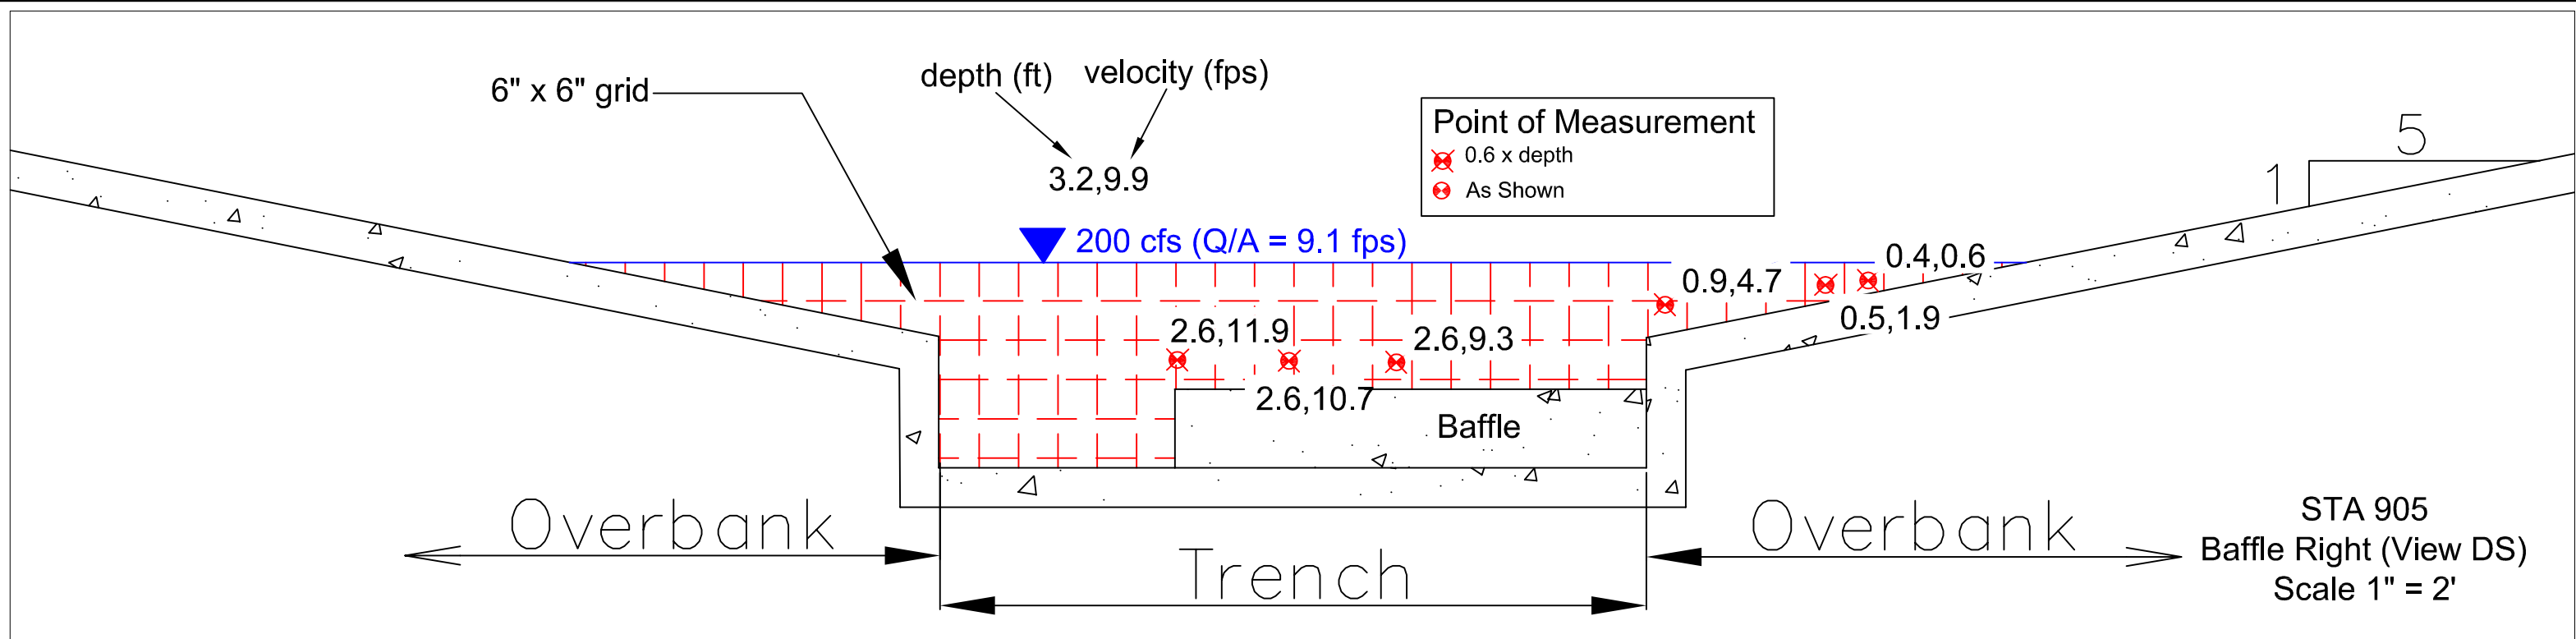 depth (ft) velocity (fps)
6" x 6" grid
3.2,9.9
Point of Measurement
0.6 x depth
As Shown
5
1
200 cfs (Q/A = 9.1 fps)
0.4,0.6
0.9,4.7
0.5,1.9
2.6,11.9
2.6,9.3
2.6,10.7
Baffle
Overbank
Trench
Overbank
STA 905
Baffle Right (View DS)
Scale 1" = 2'